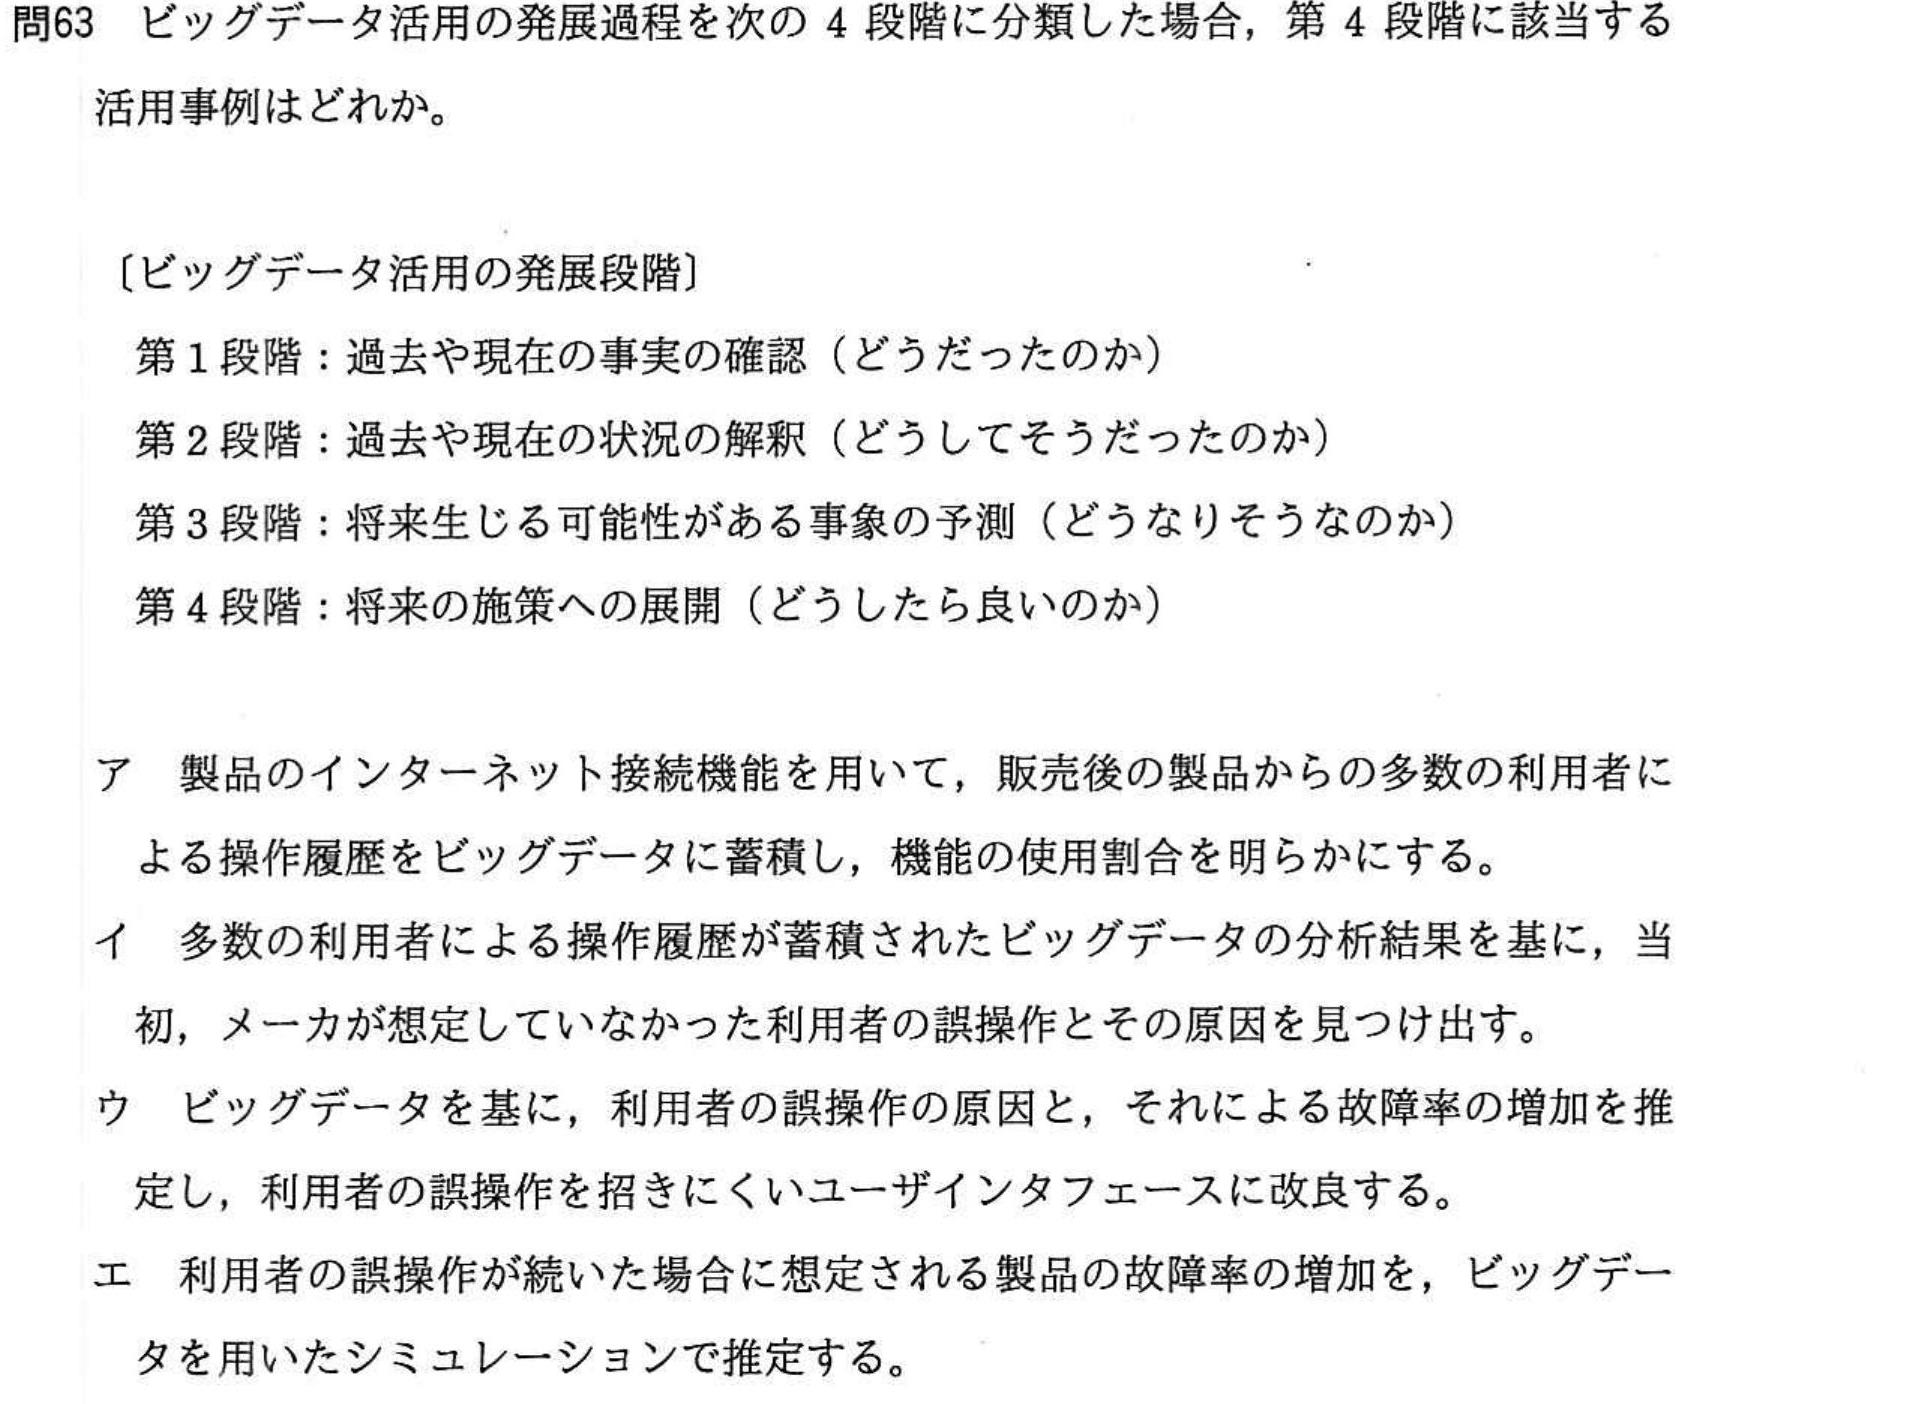 問63　ビッグデータ活用の発展過程を次の 4 段階に分類した場合，第 4 段階に該当する
活用事例はどれか。
〔ビッグデータ活用の発展段階〕
第1段階：過去や現在の事実の確認（どうだったのか）
第2段階：過去や現在の状況の解釈（どうしてそうだったのか）
第3段階：将来生じる可能性がある事象の予測（どうなりそうなのか）
第4段階：将来の施策への展開（どうしたら良いのか）
ア　製品のインターネット接続機能を用いて，販売後の製品からの多数の利用者に
よる操作履歴をビッグデータに蓄積し，機能の使用割合を明らかにする。
イ　多数の利用者による操作履歴が蓄積されたビッグデータの分析結果を基に，当
初，メーカが想定していなかった利用者の誤操作とその原因を見つけ出す。
ウ　ビッグデータを基に，利用者の誤操作の原因と，それによる故障率の増加を推
定し，利用者の誤操作を招きにくいユーザインタフェースに改良する。
エ　利用者の誤操作が続いた場合に想定される製品の故障率の増加を，ビッグデー
タを用いたシミュレーションで推定する。